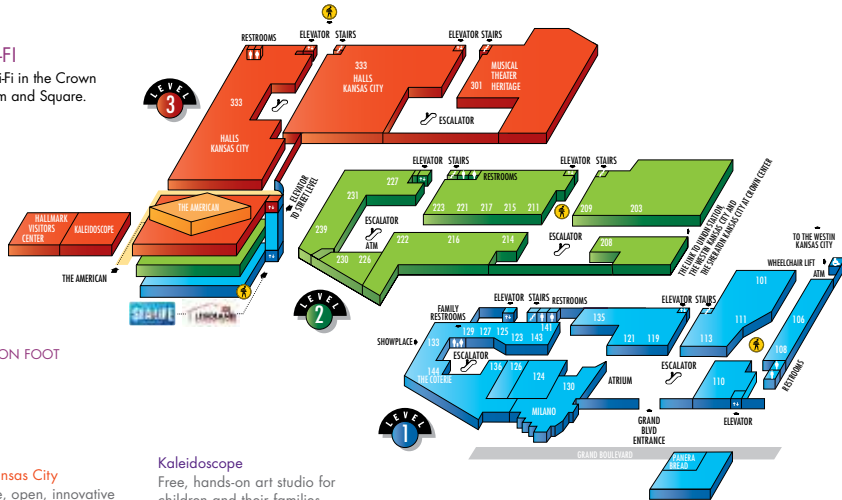 -FI
i-Fi in the Crown
m and Square.
RESTROOMS
ELEVATOR STAIRS
ELEVATOR STAIRS
LEVEL
3
333
HALLS
KANSAS CITY
333
HALLS
KANSAS CITY
301
MUSICAL
THEATER
HERITAGE
ESCALATOR
ELEVATOR
TO STREET LEVEL
THE AMERICAN
HALLMARK
VISITORS
CENTER
KALEIDOSCOPE
THE AMERICAN
SEA LIFE
LEGOLAND
ELEVATOR STAIRS
RESTROOMS
ELEVATOR STAIRS
227
231
239
230
226
ESCALATOR
ATM
223
221
217
215
211
222
216
214
ESCALATOR
209
203
208
THE LINK TO UNION STATION,
THE WESTIN KANSAS CITY AND
THE SHERATON KANSAS CITY AT CROWN CENTER
LEVEL
2
TO THE WESTIN
KANSAS CITY
WHEELCHAIR LIFT
ATM
FAMILY
RESTROOMS
ELEVATOR STAIRS
RESTROOMS
ELEVATOR STAIRS
SHOWPLACE
133
129
127
125
123
143
141
135
121
119
113
111
101
106
108
RESTROOMS
ESCALATOR
144
THE COTERIE
136
126
124
130
MILANO
ATRIUM
ESCALATOR
110
GRAND
BLVD
ENTRANCE
ELEVATOR
LEVEL
1
GRAND BOULEVARD
PANERA
BREAD
ON FOOT
nsas City
e, open, innovative
Kaleidoscope
Free, hands-on art studio for
children and their families